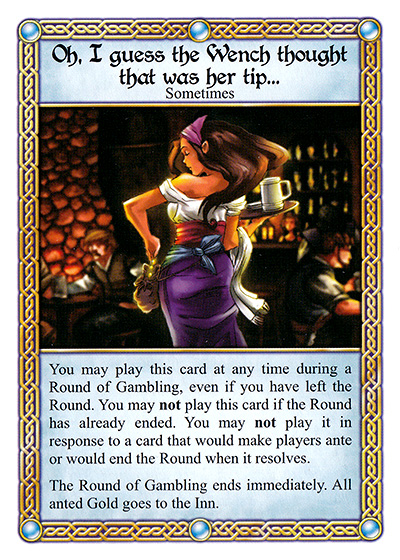 Oh, I guess the Wench thought
that was her tip...
Sometimes
You may play this card at any time during a
Round of Gambling, even if you have left the
Round. You may not play this card if the Round
has already ended. You may not play it in
response to a card that would make players ante
or would end the Round when it resolves.
The Round of Gambling ends immediately. All
anted Gold goes to the Inn.